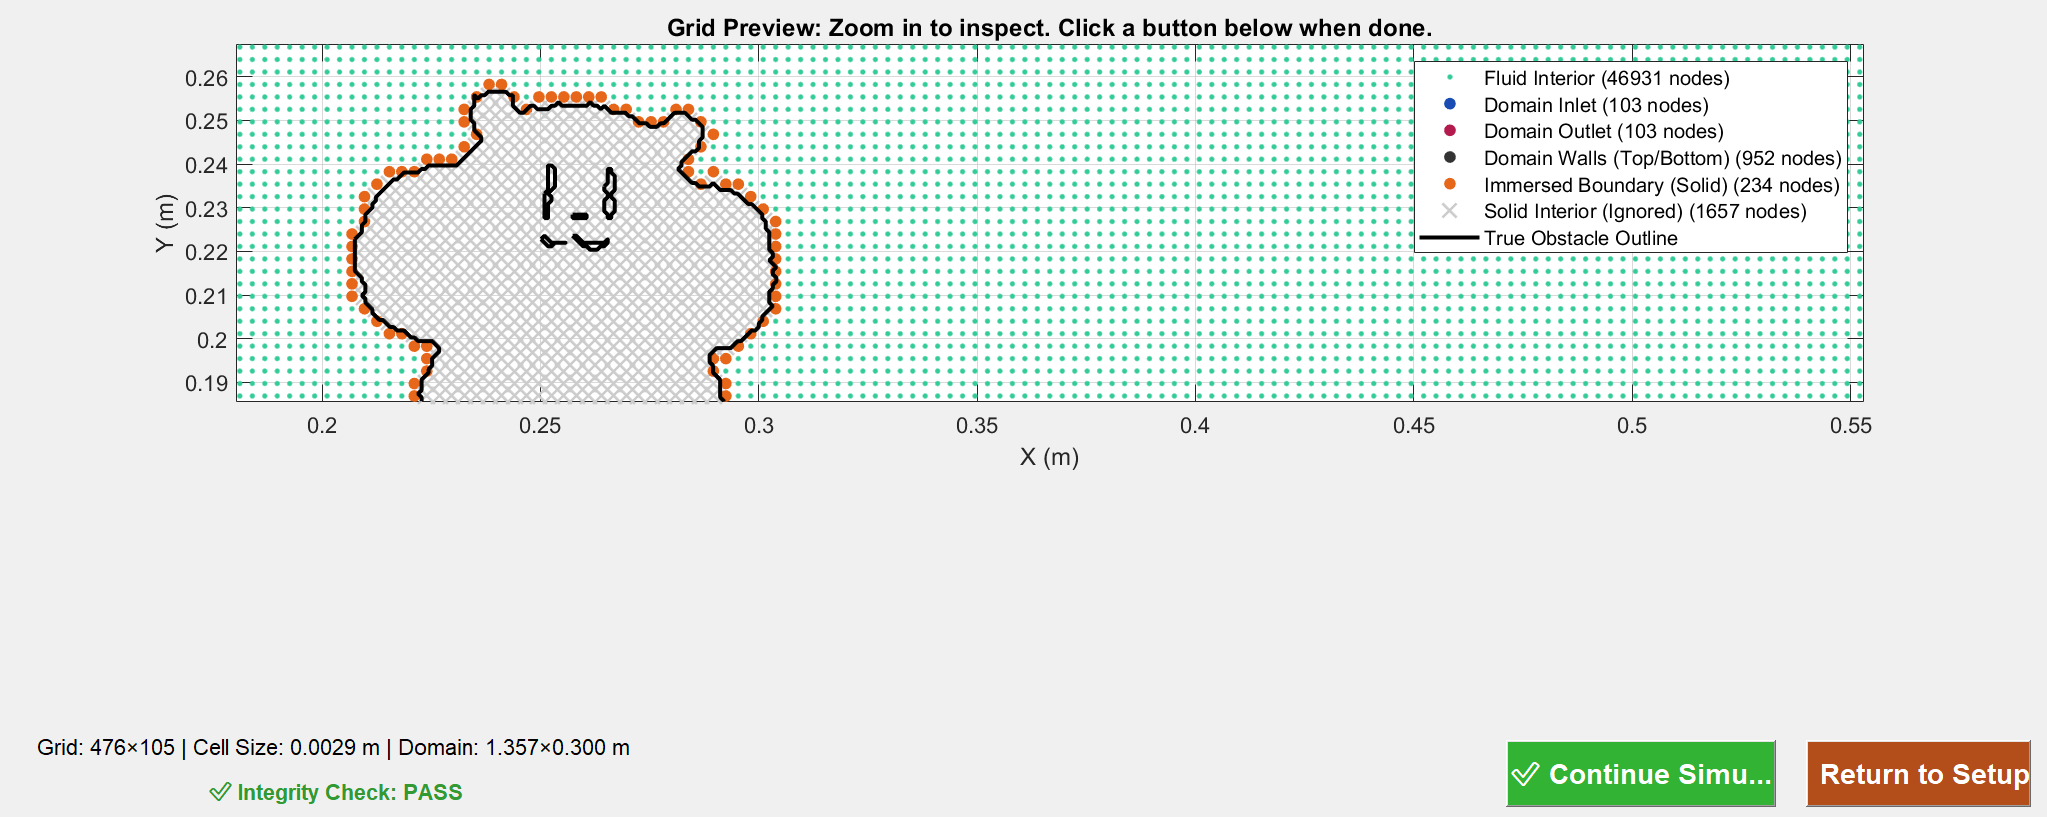 Grid Preview: Zoom in to inspect. Click a button below when done.
Fluid Interior (46931 nodes)
Domain Inlet (103 nodes)
Domain Outlet (103 nodes)
Domain Walls (Top/Bottom) (952 nodes)
Immersed Boundary (Solid) (234 nodes)
Solid Interior (Ignored) (1657 nodes)
True Obstacle Outline
Y (m)
0.26
0.25
0.24
0.23
0.22
0.21
0.2
0.19
0.2 0.25 0.3 0.35 0.4 0.45 0.5 0.55
X (m)
Grid: 476×105 | Cell Size: 0.0029 m | Domain: 1.357×0.300 m
✓ Integrity Check: PASS
✓ Continue Simu...
Return to Setup